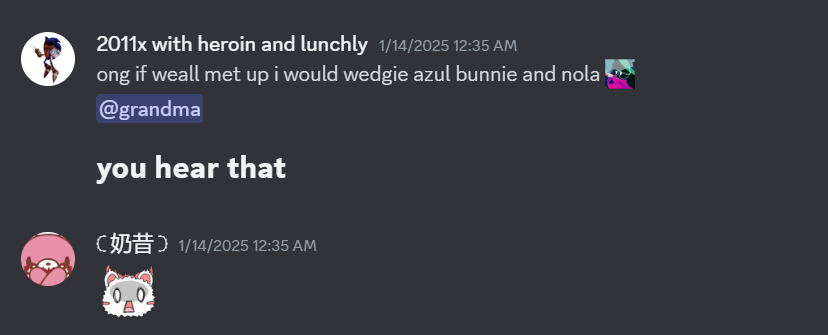 2011x with heroin and lunchly 1/14/2025 12:35 AM
ong if weall met up i would wedgie azul bunnie and nola
@grandma
you hear that
〔奶昔〕 1/14/2025 12:35 AM